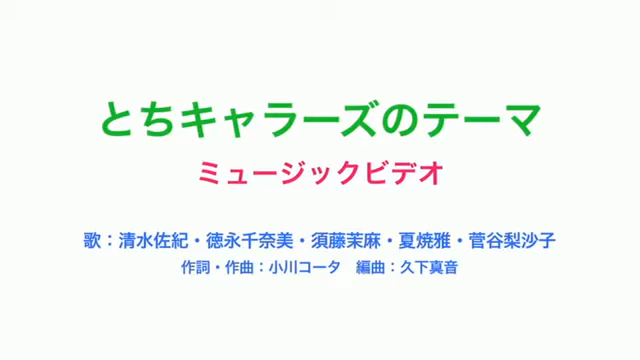 とちキャラーズのテーマ
ミュージックビデオ
歌：清水佐紀・徳永千奈美・須藤茉麻・夏焼雅・菅谷梨沙子
作詞・作曲：小川コータ　編曲：久下真音